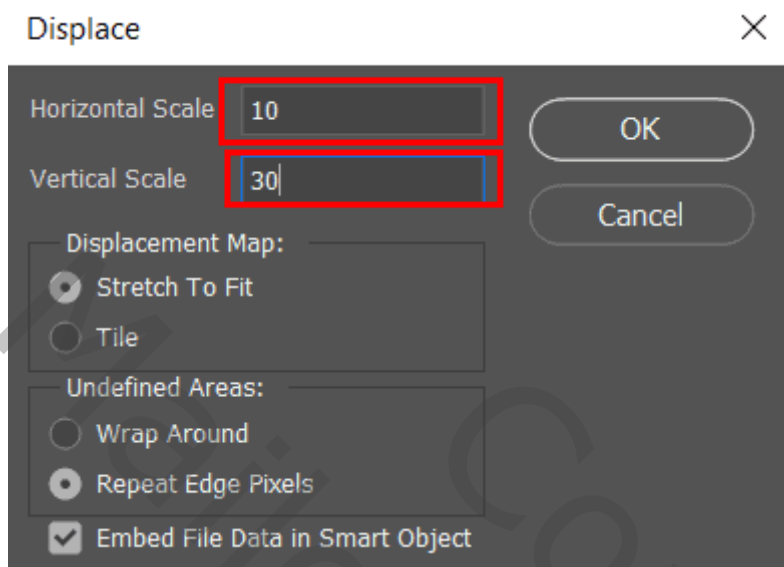 Displace
Horizontal Scale 10
OK
Vertical Scale 30
Cancel
Displacement Map:
Stretch To Fit
Tile
Undefined Areas:
Wrap Around
Repeat Edge Pixels
Embed File Data in Smart Object